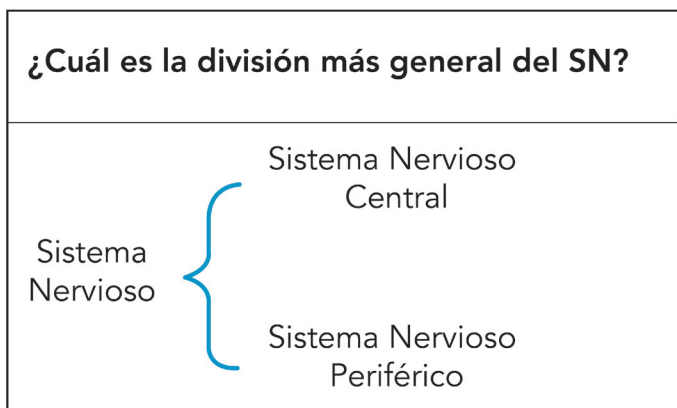 ¿Cuál es la división más general del SN?
Sistema Nervioso
Central
Sistema
Nervioso
Sistema Nervioso
Periférico